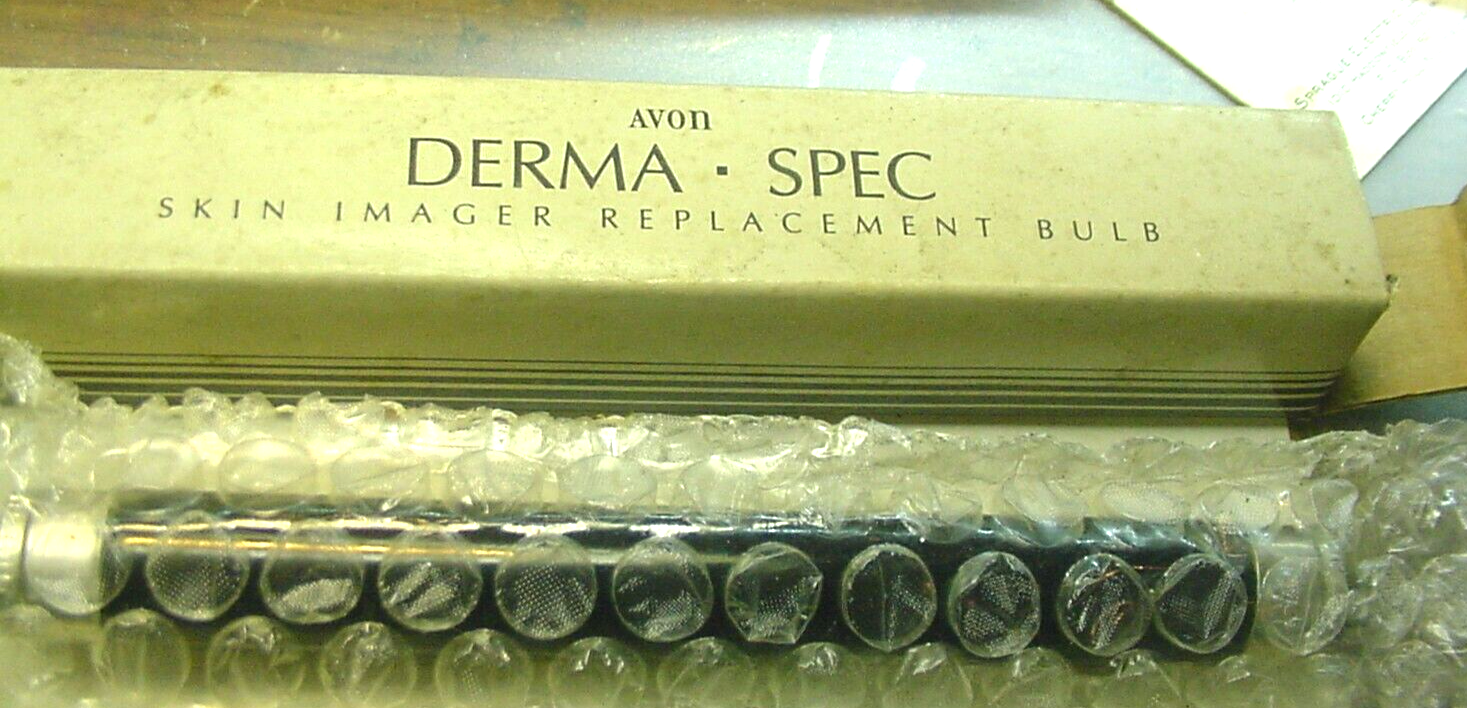 AVON
DERMA · SPEC
SKIN IMAGER REPLACEMENT BULB